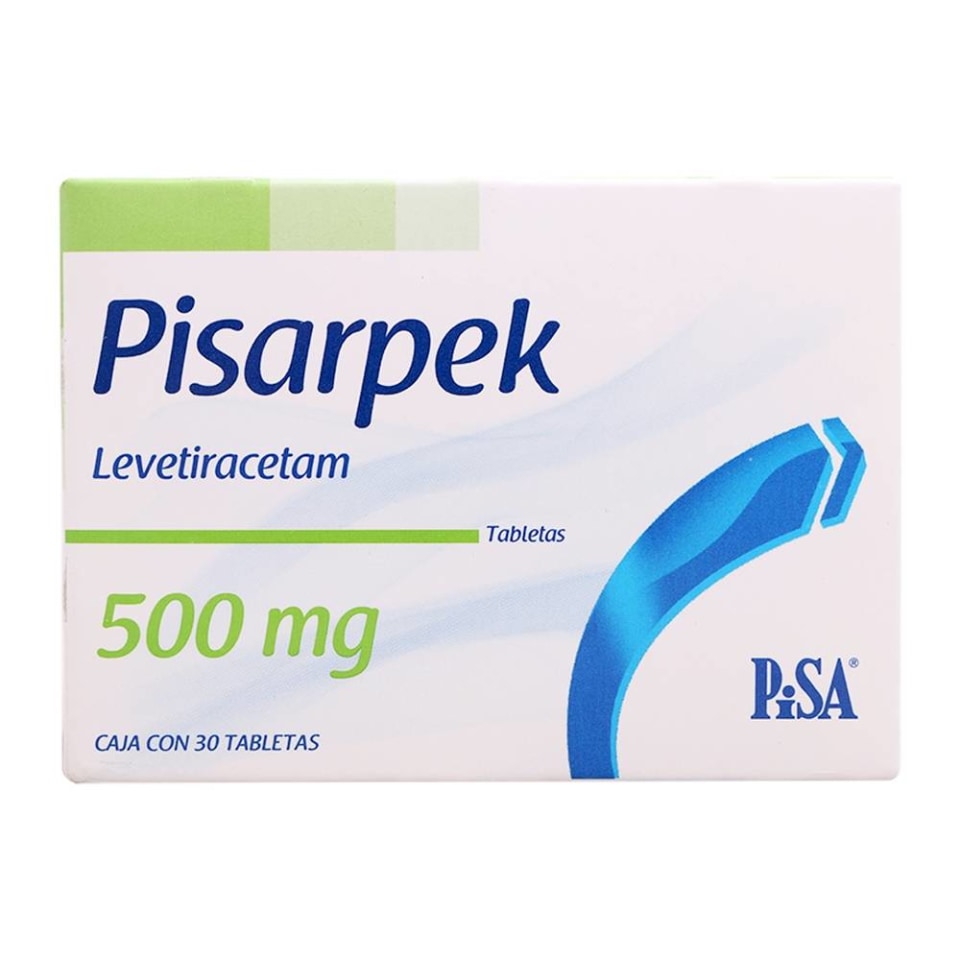 Pisarpek
Levetiracetam
Tabletas
500 mg
PiSA®
CAJA CON 30 TABLETAS